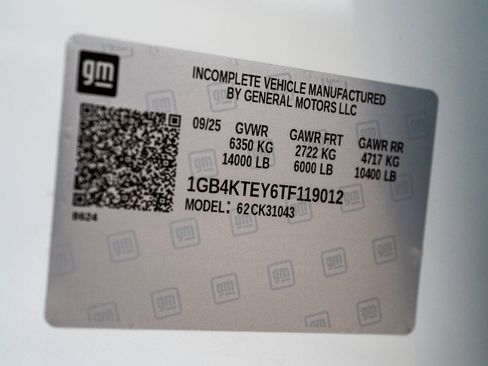 gm
INCOMPLETE VEHICLE MANUFACTURED
BY GENERAL MOTORS LLC
09/25 GVWR GAWR FRT GAWR RR
6350 KG 2722 KG 4717 KG
14000 LB 6000 LB 10400 LB
1GB4KTEY6TF119012
MODEL: 62CK31043
8624